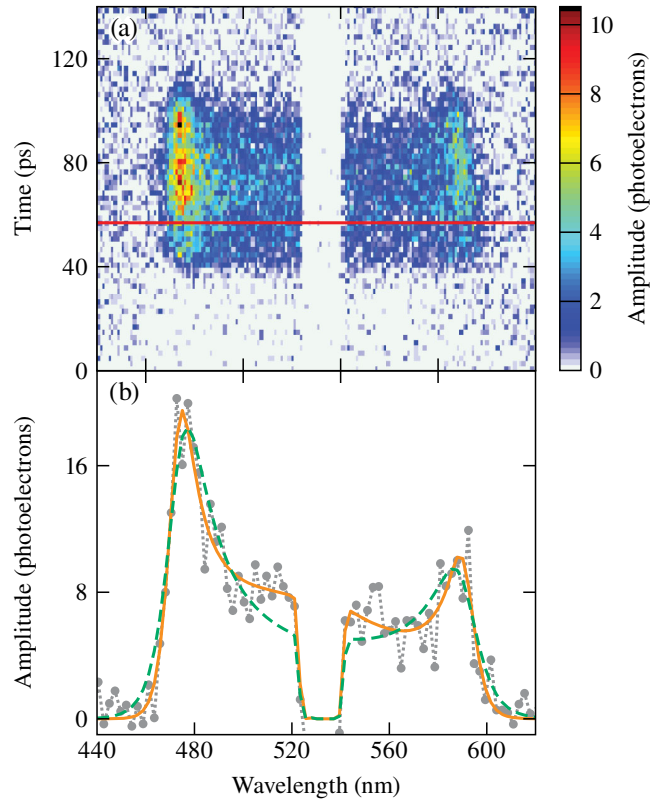 (a)
Time (ps)
120
80
40
0
10
8
6
4
2
0
Amplitude (photoelectrons)
(b)
Amplitude (photoelectrons)
16
8
0
440 480 520 560 600
Wavelength (nm)